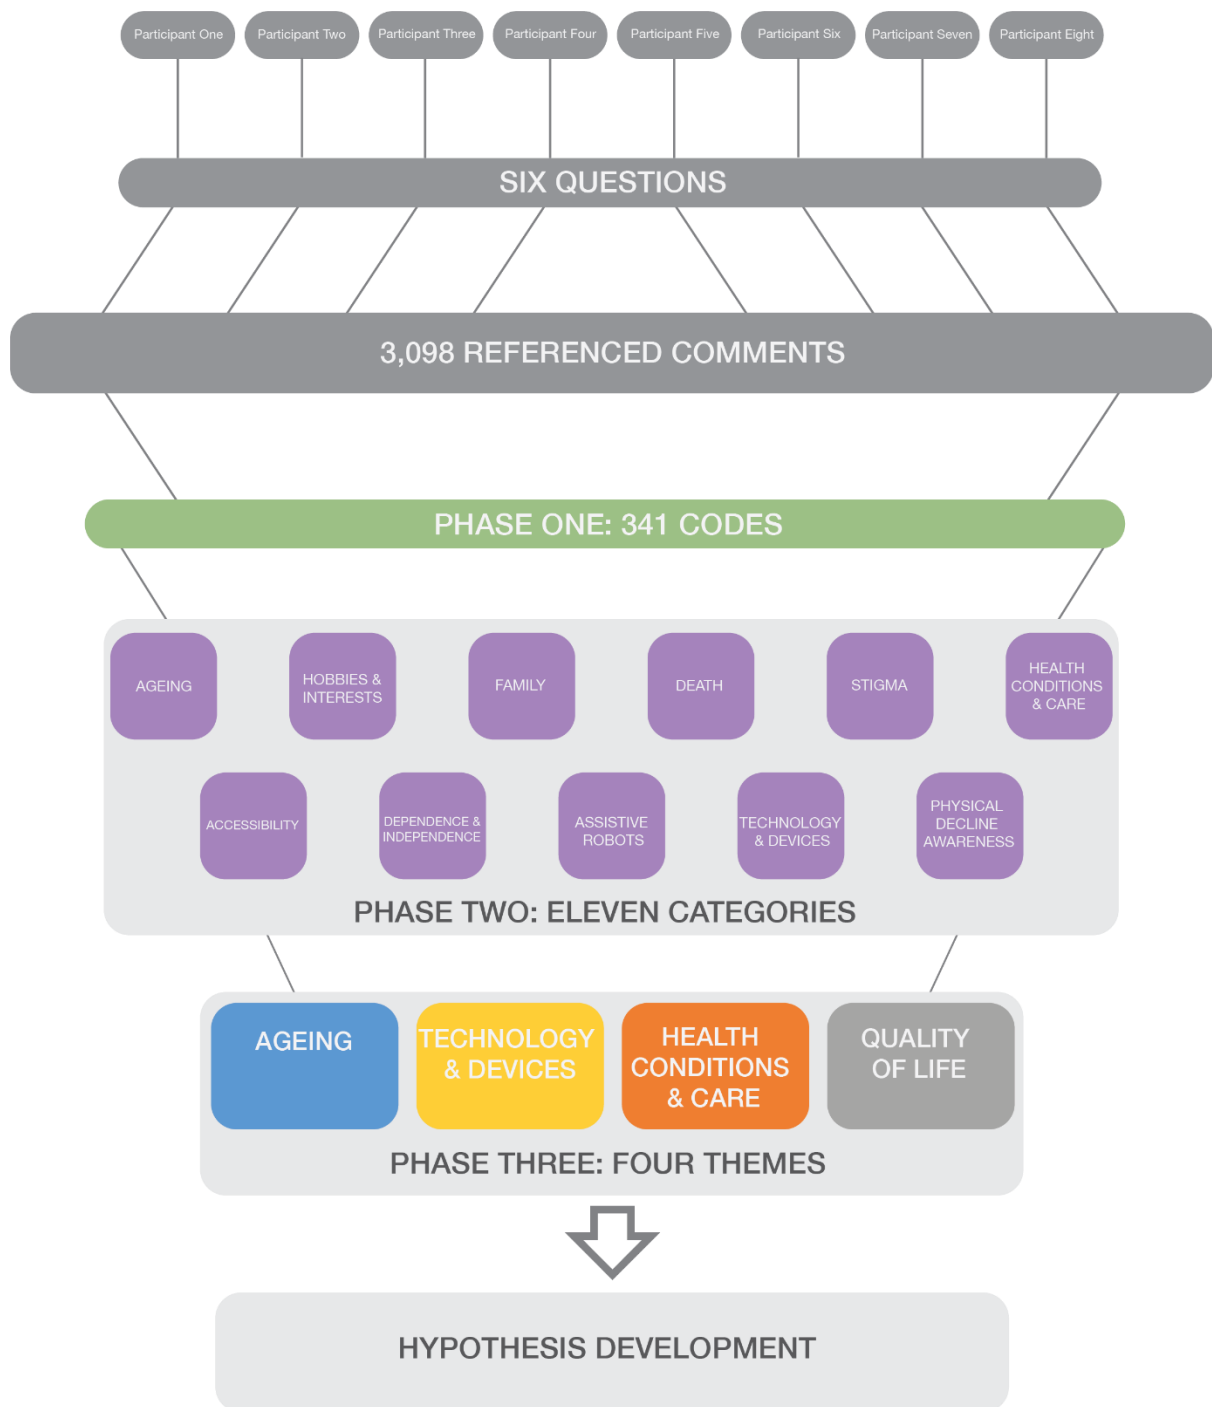 Participant One
Participant Two
Participant Three
Participant Four
Participant Five
Participant Six
Participant Seven
Participant Eight
SIX QUESTIONS
3,098 REFERENCED COMMENTS
PHASE ONE: 341 CODES
AGEING
HOBBIES &
INTERESTS
FAMILY
DEATH
STIGMA
HEALTH
CONDITIONS
& CARE
ACCESSIBILITY
DEPENDENCE &
INDEPENDENCE
ASSISTIVE
ROBOTS
TECHNOLOGY
& DEVICES
PHYSICAL
DECLINE
AWARENESS
PHASE TWO: ELEVEN CATEGORIES
AGEING
TECHNOLOGY
& DEVICES
HEALTH
CONDITIONS
& CARE
QUALITY
OF LIFE
PHASE THREE: FOUR THEMES
HYPOTHESIS DEVELOPMENT